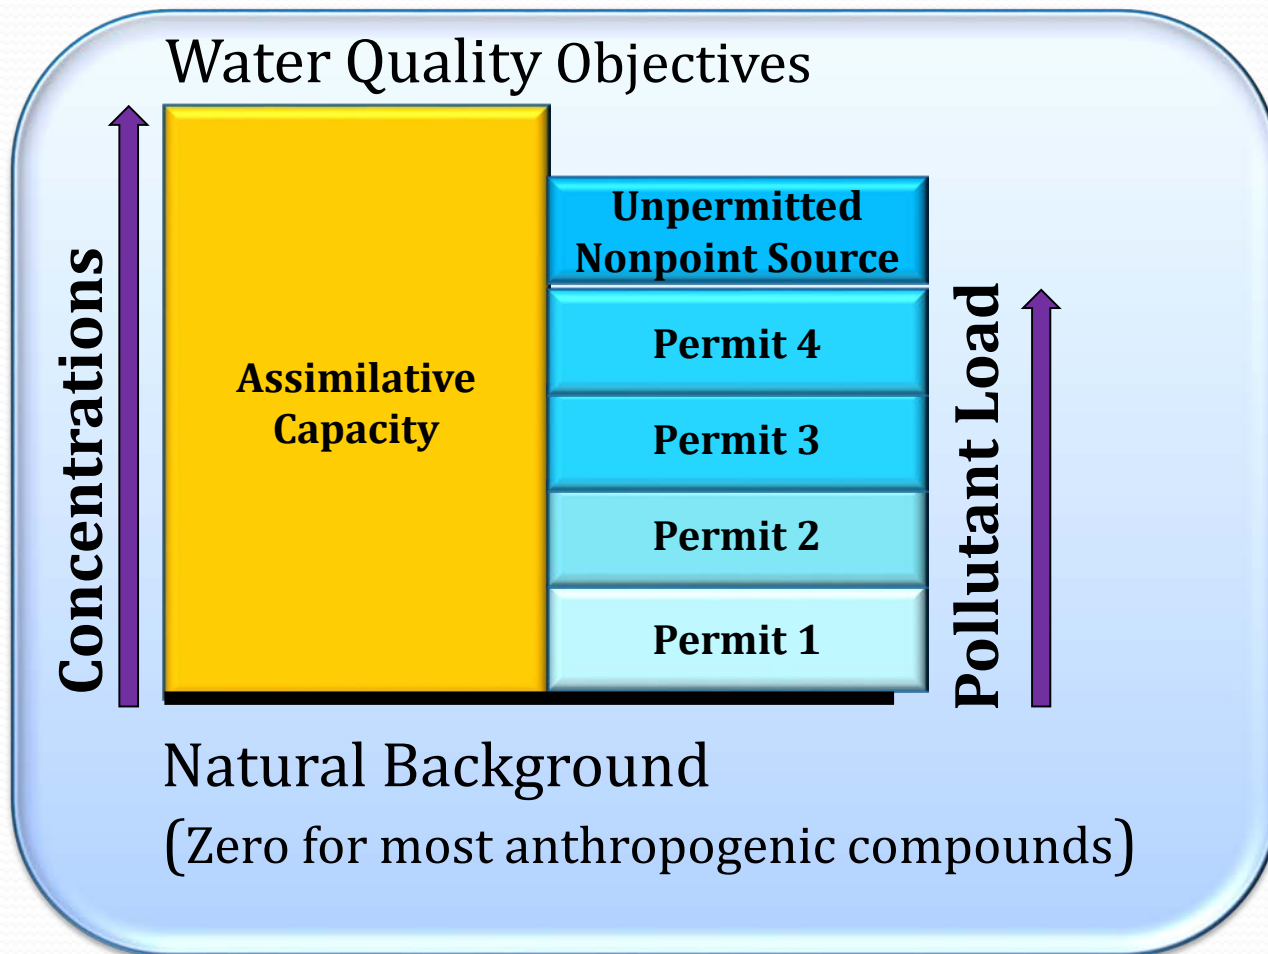 Water Quality Objectives
Concentrations
Assimilative
Capacity
Unpermitted
Nonpoint Source
Permit 4
Permit 3
Permit 2
Permit 1
Pollutant Load
Natural Background
(Zero for most anthropogenic compounds)